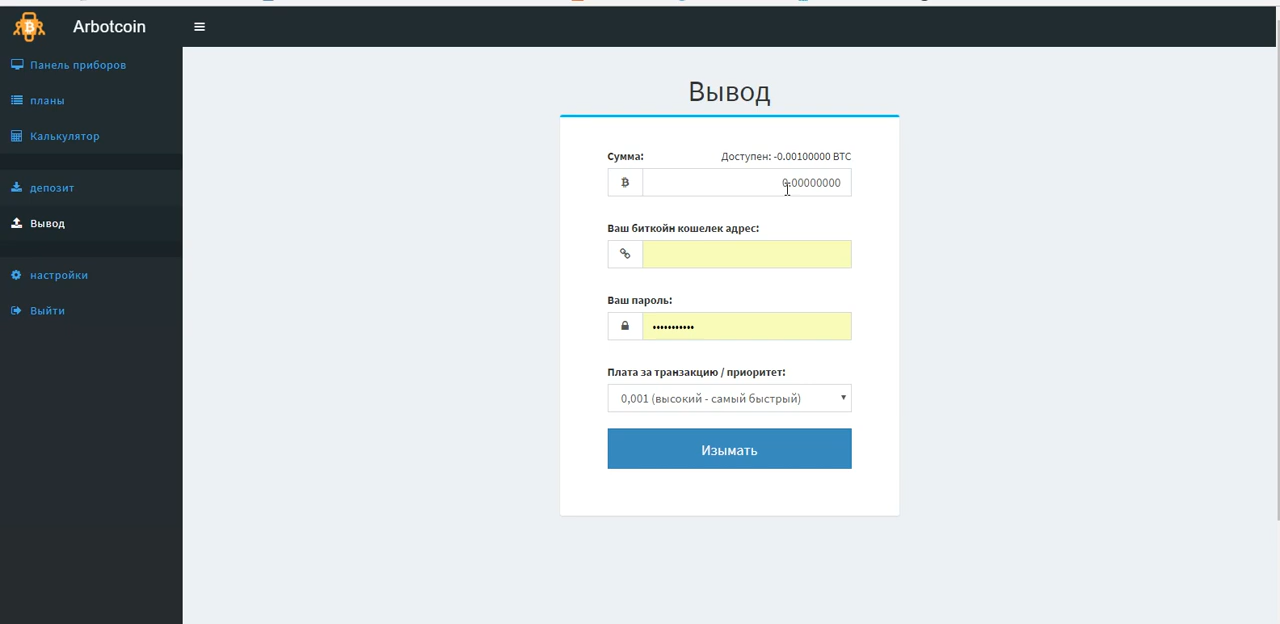 Arbotcoin
Панель приборов
планы
Калькулятор
депозит
Вывод
настройки
Выйти
Вывод
Сумма: Доступен: -0.00100000 BTC
0.00000000
Ваш биткойн кошелек адрес:
Ваш пароль:
•••••••••••
Плата за транзакцию / приоритет:
0,001 (высокий - самый быстрый)
Изымать